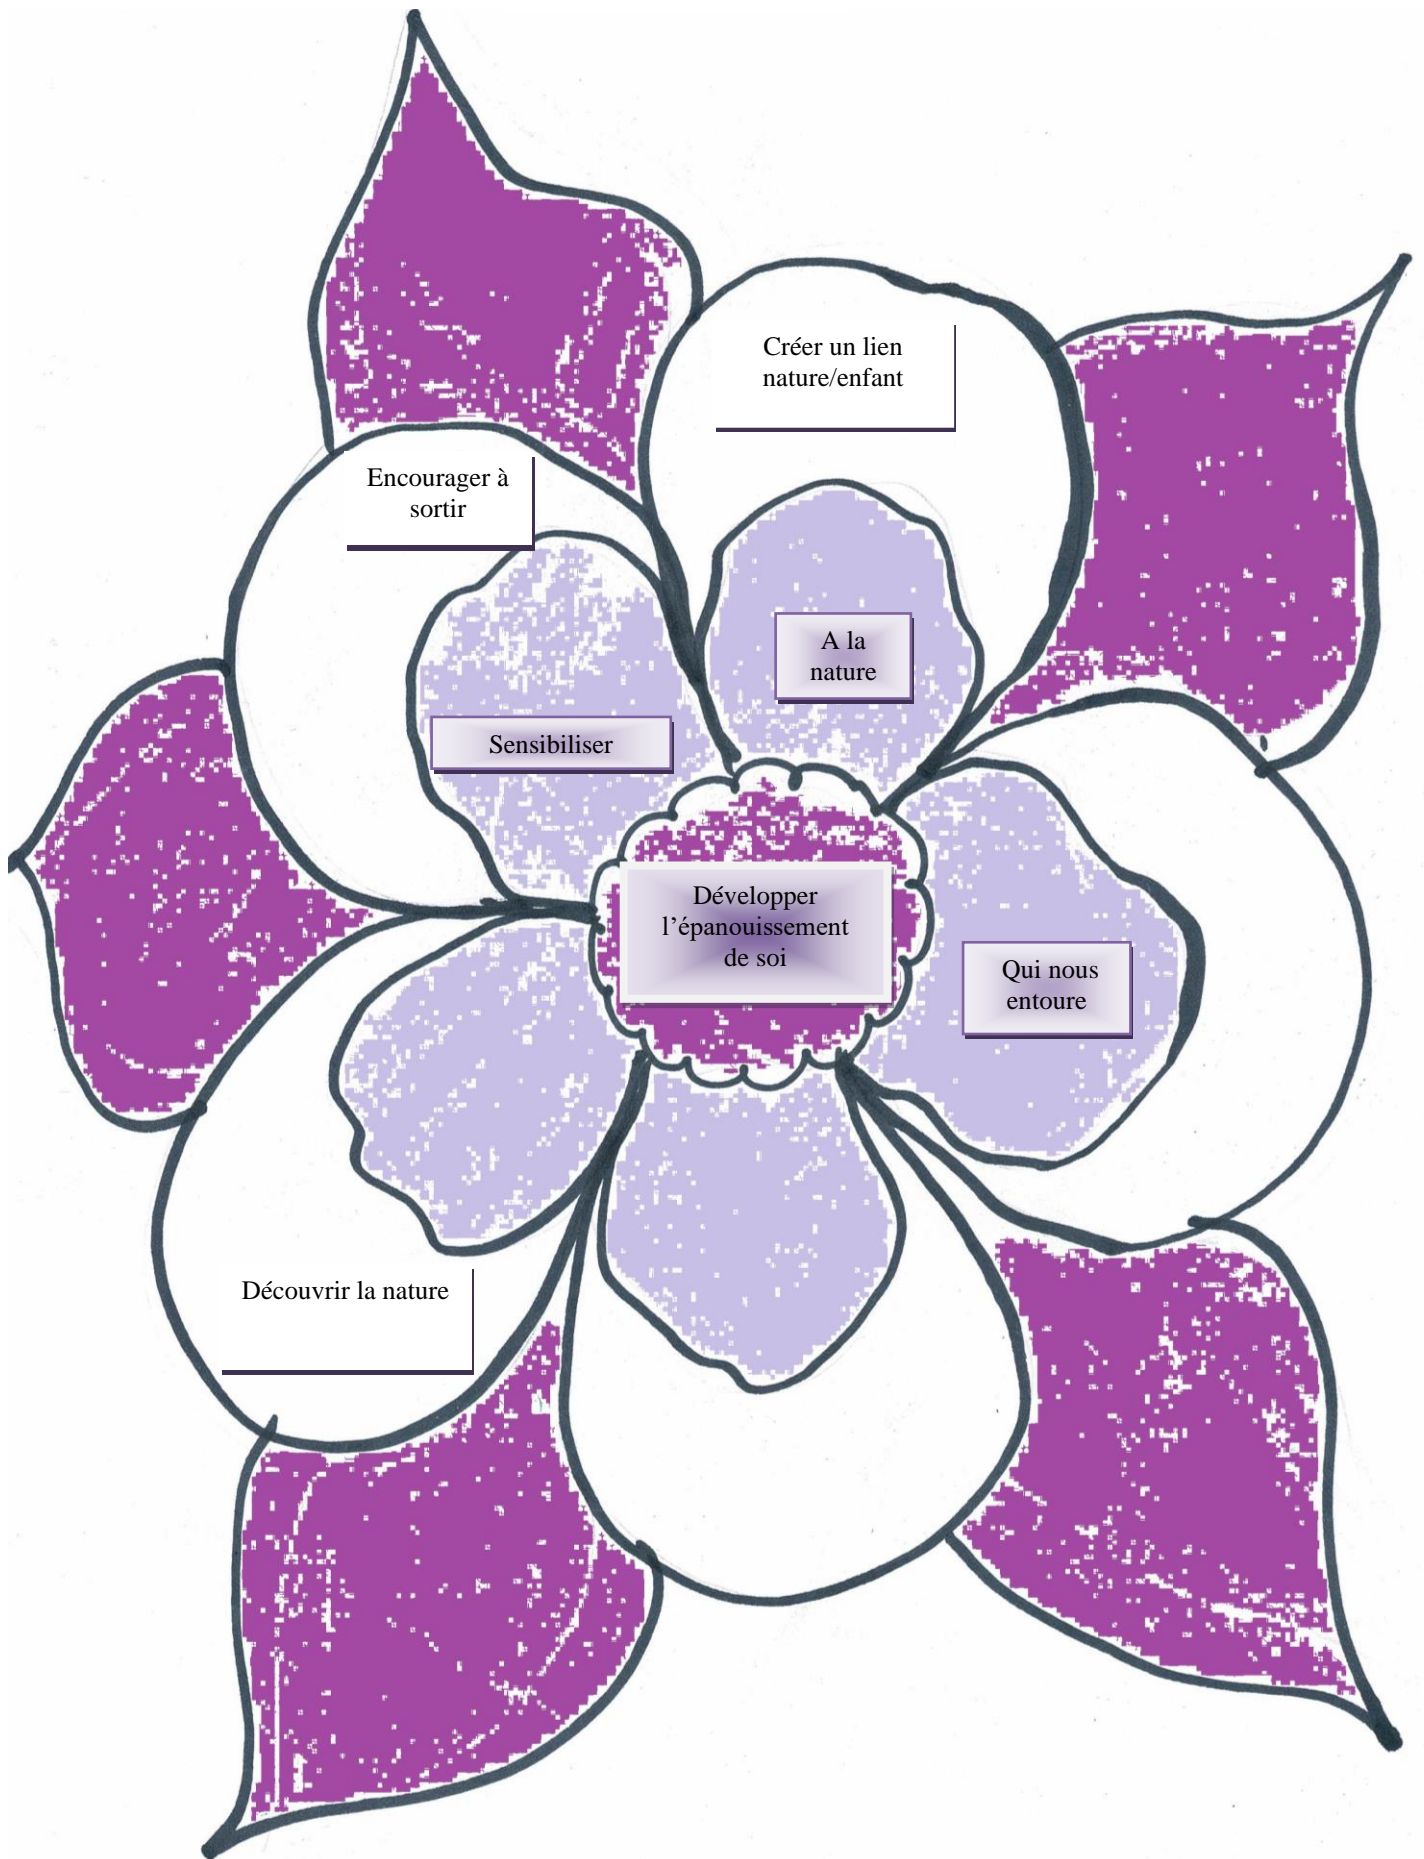 Créer un lien
nature/enfant
Encourager à
sortir
A la
nature
Sensibiliser
Développer
l’épanouissement
de soi
Qui nous
entoure
Découvrir la nature